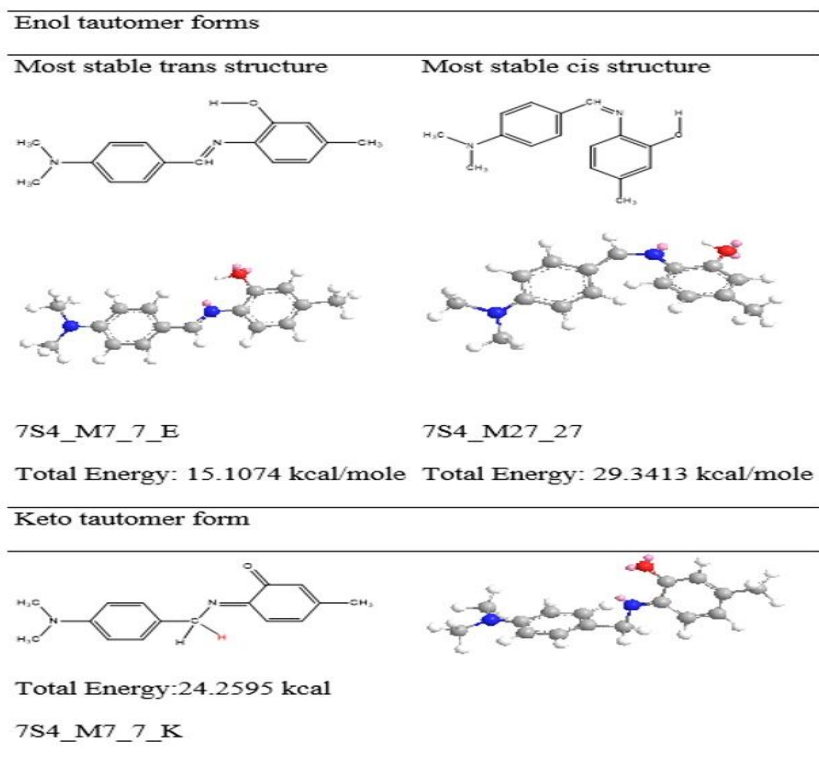 Enol tautomer forms
Most stable trans structure
Most stable cis structure
H O
H₃C N H₃C CH N CH₃
CH N H₃C N CH₃ H O CH₃
7S4_M7_7_E
Total Energy: 15.1074 kcal/mole
7S4_M27_27
Total Energy: 29.3413 kcal/mole
Keto tautomer form
O
H₃C N H₃C C H H N CH₃
Total Energy:24.2595 kcal
7S4_M7_7_K